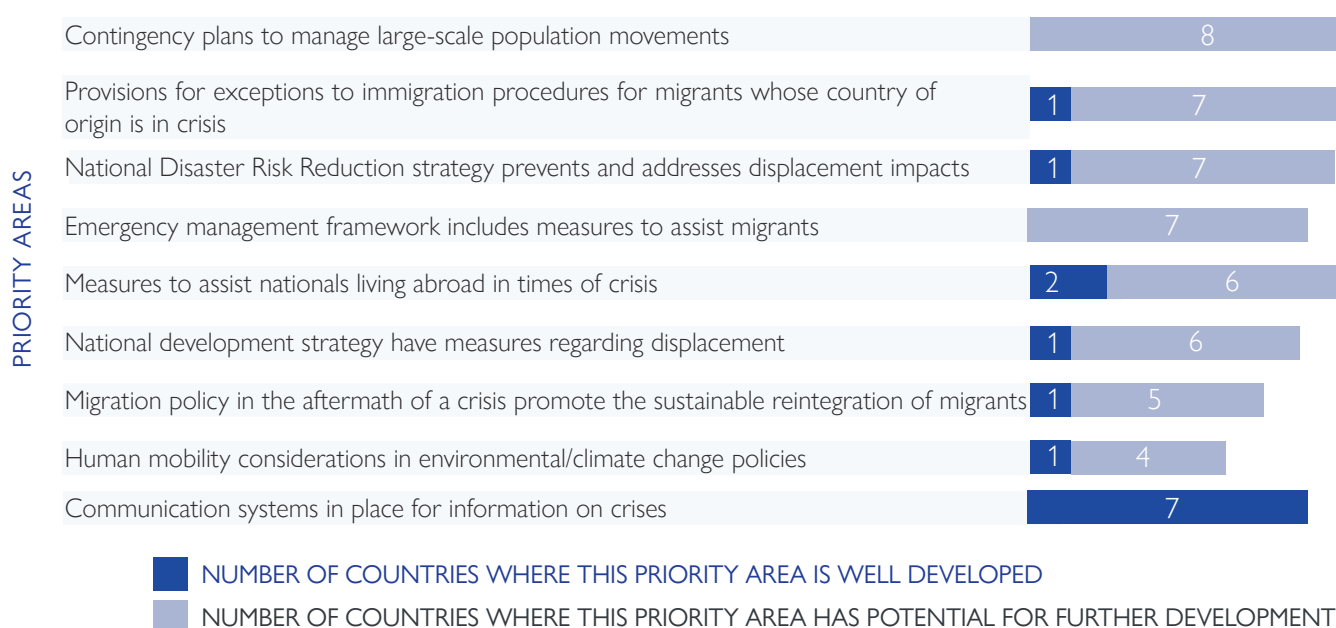 PRIORITY AREAS
Contingency plans to manage large-scale population movements 8
Provisions for exceptions to immigration procedures for migrants whose country of
origin is in crisis 1 7
National Disaster Risk Reduction strategy prevents and addresses displacement impacts 1 7
Emergency management framework includes measures to assist migrants 7
Measures to assist nationals living abroad in times of crisis 2 6
National development strategy have measures regarding displacement 1 6
Migration policy in the aftermath of a crisis promote the sustainable reintegration of migrants 1 5
Human mobility considerations in environmental/climate change policies 1 4
Communication systems in place for information on crises 7
NUMBER OF COUNTRIES WHERE THIS PRIORITY AREA IS WELL DEVELOPED
NUMBER OF COUNTRIES WHERE THIS PRIORITY AREA HAS POTENTIAL FOR FURTHER DEVELOPMENT